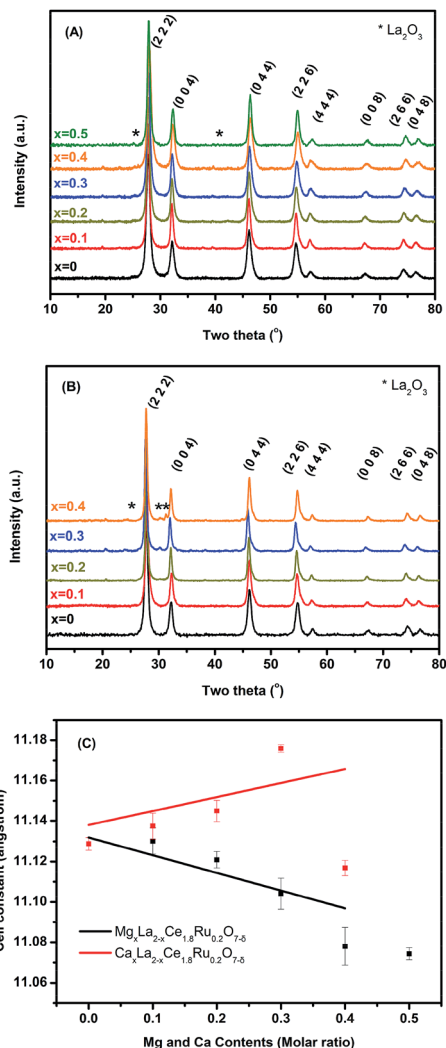 (A)
* La2O3
(2 2 2)
(0 0 4)
(0 4 4)
(2 2 6)
(4 4 4)
(0 0 8)
(2 6 6)
(0 4 8)
*
*
x=0.5
x=0.4
x=0.3
x=0.2
x=0.1
x=0
Intensity (a.u.)
10 20 30 40 50 60 70 80
Two theta (°)
(B)
* La2O3
(2 2 2)
(0 0 4)
(0 4 4)
(2 2 6)
(4 4 4)
(0 0 8)
(2 6 6)
(0 4 8)
*
**
x=0.4
x=0.3
x=0.2
x=0.1
x=0
Intensity (a.u.)
10 20 30 40 50 60 70 80
Two theta (°)
(C)
11.18
11.16
11.14
11.12
11.10
11.08
11.06
Cell constant (angstrom)
MgxLa2-xCe1.8Ru0.2O7-δ
CaxLa2-xCe1.8Ru0.2O7-δ
0.0 0.1 0.2 0.3 0.4 0.5
Mg and Ca Contents (Molar ratio)